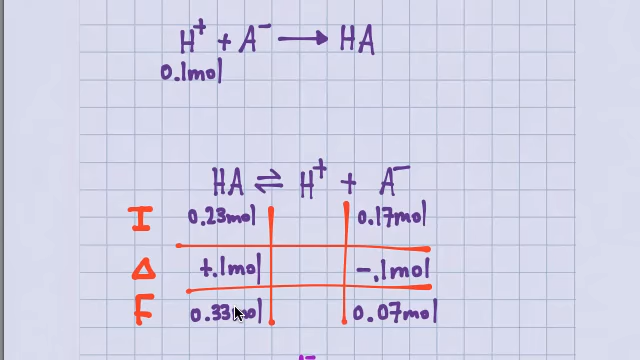 H⁺ + A⁻ ⟶ HA
0.1mol
HA ⇌ H⁺ + A⁻
I 0.23mol 0.17mol
Δ +.1mol -.1mol
F 0.33mol 0.07mol